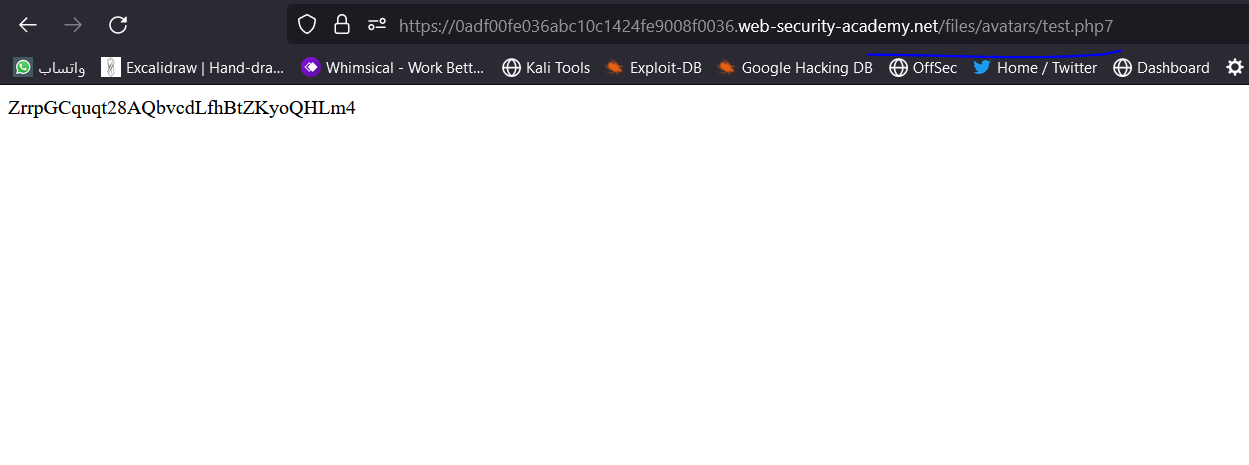 https://0adf00fe036abc10c1424fe9008f0036.web-security-academy.net/files/avatars/test.php7
واتساب Excalidraw | Hand-dra... Whimsical - Work Bett... Kali Tools Exploit-DB Google Hacking DB OffSec Home / Twitter Dashboard
ZrrpGCquqt28AQbvcdLfhBtZKyoQHLm4